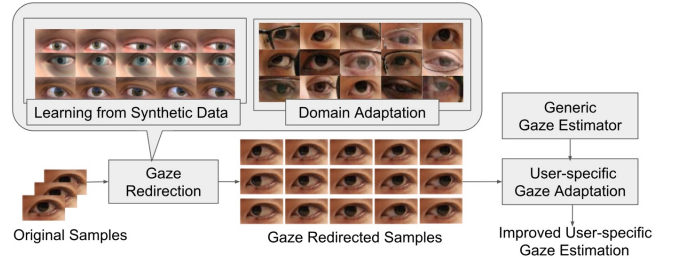 Learning from Synthetic Data
Domain Adaptation
Generic
Gaze Estimator
Gaze
Redirection
User-specific
Gaze Adaptation
Original Samples
Gaze Redirected Samples
Improved User-specific
Gaze Estimation